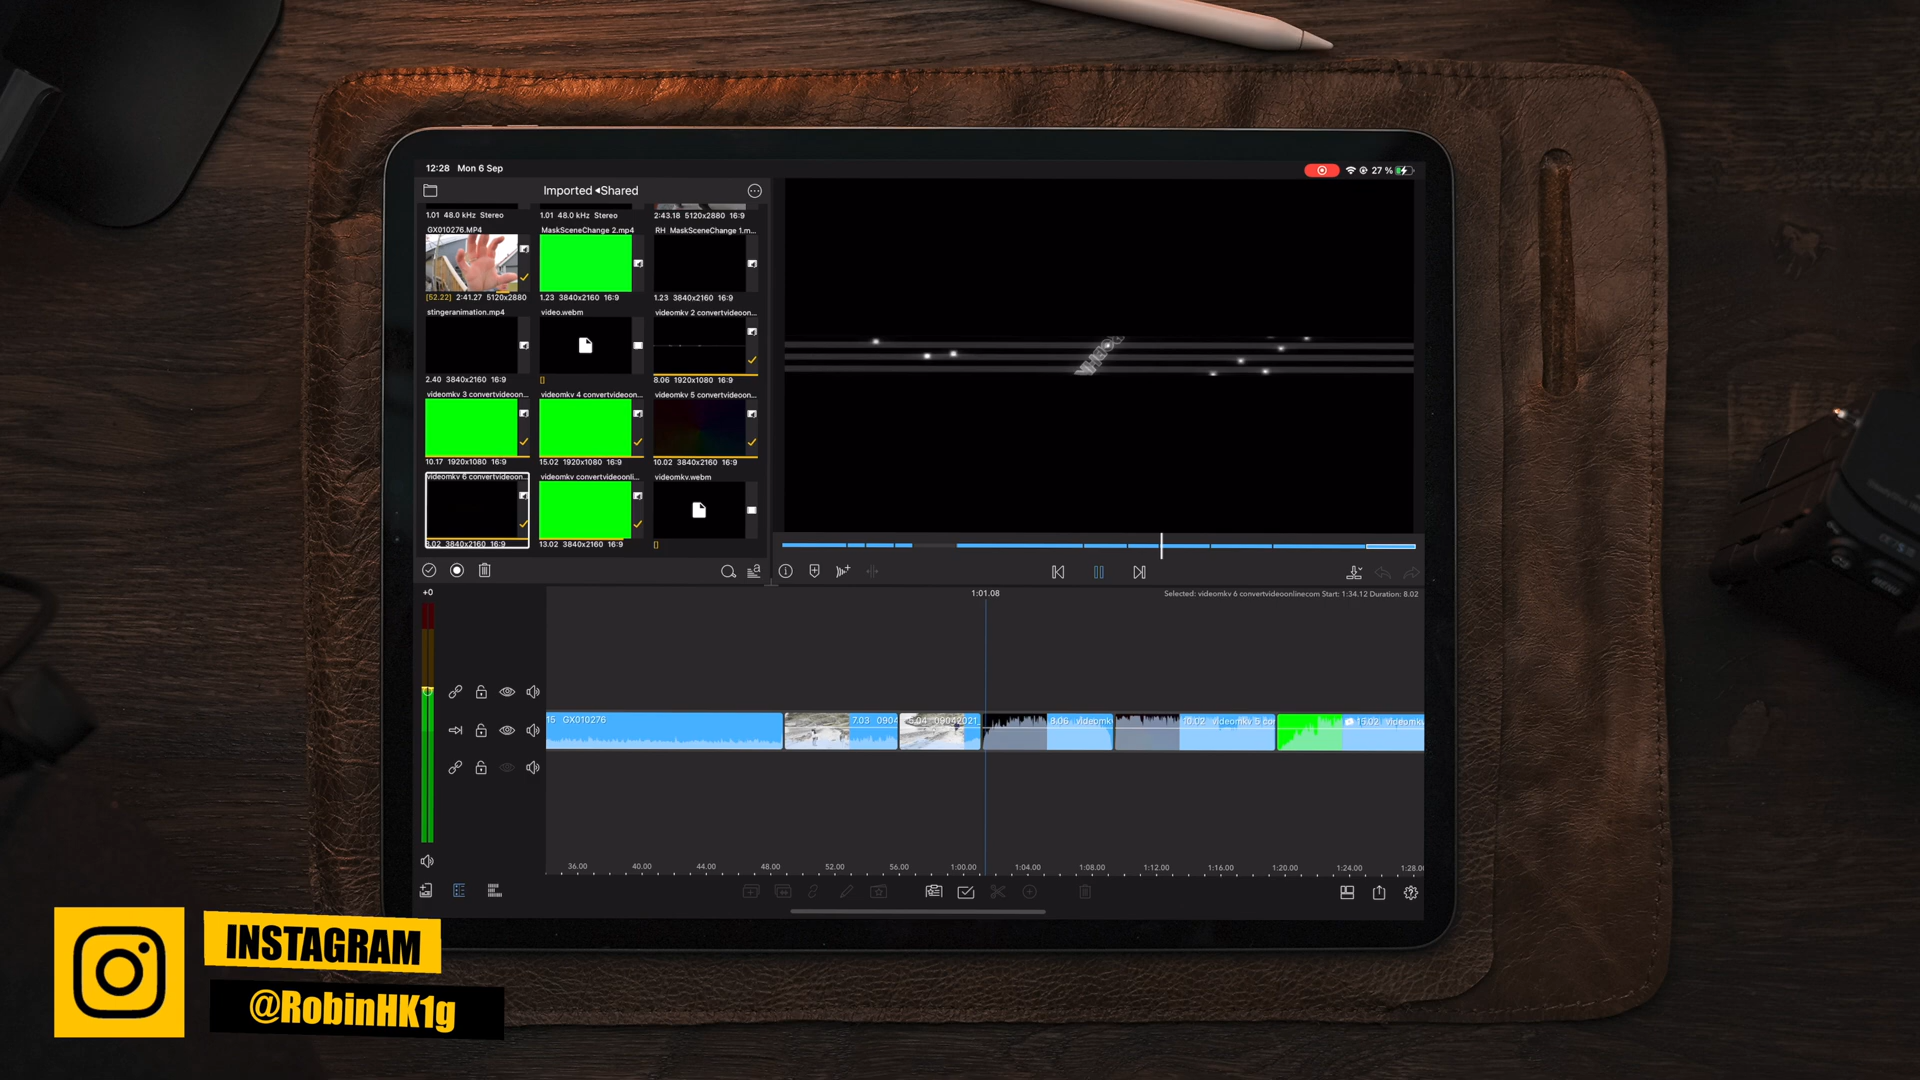 12:28 Mon 6 Sep
27 %
Imported ◂Shared
1.01 48.0 kHz Stereo
1.01 48.0 kHz Stereo
2:43.18 5120x2880 16:9
GX010276.MP4
MaskSceneChange 2.mp4
RH_MaskSceneChange 1.m...
[52.22] 2:41.27 5120x2880
1.23 3840x2160 16:9
1.23 3840x2160 16:9
stingeranimation.mp4
video.webm
videomkv 2 convertvideoon...
2.40 3840x2160 16:9
[]
8.06 1920x1080 16:9
videomkv 3 convertvideoon...
videomkv 4 convertvideoon...
videomkv 5 convertvideoon...
10.17 1920x1080 16:9
15.02 1920x1080 16:9
10.02 3840x2160 16:9
videomkv 6 convertvideoon...
videomkv convertvideoonli...
videomkv.webm
8.02 3840x2160 16:9
13.02 3840x2160 16:9
[]
+0
1:01.08
Selected: videomkv 6 convertvideoonlinecom Start: 1:34.12 Duration: 8.02
15 GX010276
7.03 0904
5.04 09042021
8.06 videomkv
10.02 videomkv 5 con
15.02 videomkv
36.00 40.00 44.00 48.00 52.00 56.00 1:00.00 1:04.00 1:08.00 1:12.00 1:16.00 1:20.00 1:24.00 1:28.00
INSTAGRAM
@RobinHK1g